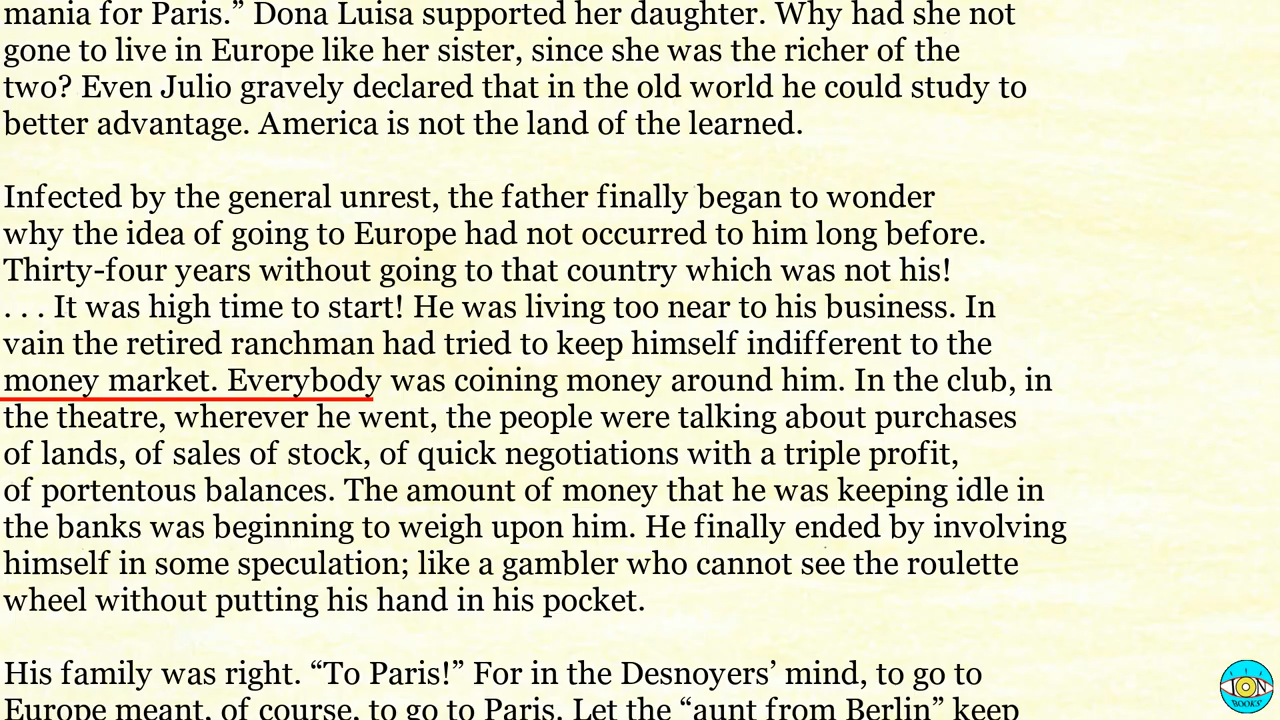 mania for Paris.” Dona Luisa supported her daughter. Why had she not
gone to live in Europe like her sister, since she was the richer of the
two? Even Julio gravely declared that in the old world he could study to
better advantage. America is not the land of the learned.
Infected by the general unrest, the father finally began to wonder
why the idea of going to Europe had not occurred to him long before.
Thirty-four years without going to that country which was not his!
. . . It was high time to start! He was living too near to his business. In
vain the retired ranchman had tried to keep himself indifferent to the
money market. Everybody was coining money around him. In the club, in
the theatre, wherever he went, the people were talking about purchases
of lands, of sales of stock, of quick negotiations with a triple profit,
of portentous balances. The amount of money that he was keeping idle in
the banks was beginning to weigh upon him. He finally ended by involving
himself in some speculation; like a gambler who cannot see the roulette
wheel without putting his hand in his pocket.
His family was right. “To Paris!” For in the Desnoyers’ mind, to go to
Europe meant, of course, to go to Paris. Let the “aunt from Berlin” keep
ION
BOOKS